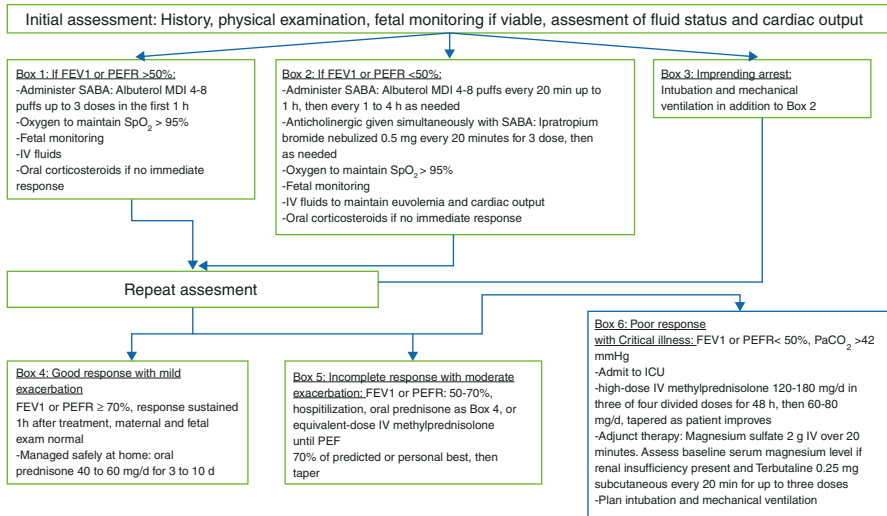 Initial assessment: History, physical examination, fetal monitoring if viable, assesment of fluid status and cardiac output
Box 1: If FEV1 or PEFR >50%:
-Administer SABA: Albuterol MDI 4-8
puffs up to 3 doses in the first 1 h
-Oxygen to maintain SpO2 > 95%
-Fetal monitoring
-IV fluids
-Oral corticosteroids if no immediate
response
Box 2: If FEV1 or PEFR <50%:
-Administer SABA: Albuterol MDI 4-8 puffs every 20 min up to
1 h, then every 1 to 4 h as needed
-Anticholinergic given simultaneously with SABA: Ipratropium
bromide nebulized 0.5 mg every 20 minutes for 3 dose, then
as needed
-Oxygen to maintain SpO2 > 95%
-Fetal monitoring
-IV fluids to maintain euvolemia and cardiac output
-Oral corticosteroids if no immediate response
Box 3: Imprending arrest:
Intubation and mechanical
ventilation in addition to Box 2
Repeat assesment
Box 4: Good response with mild
exacerbation
FEV1 or PEFR ≥ 70%, response sustained
1h after treatment, maternal and fetal
exam normal
-Managed safely at home: oral
prednisone 40 to 60 mg/d for 3 to 10 d
Box 5: Incomplete response with moderate
exacerbation: FEV1 or PEFR: 50-70%,
hospitilization, oral prednisone as Box 4, or
equivalent-dose IV methylprednisolone
until PEF
70% of predicted or personal best, then
taper
Box 6: Poor response
with Critical illness: FEV1 or PEFR< 50%, PaCO2 >42
mmHg
-Admit to ICU
-high-dose IV methylprednisolone 120-180 mg/d in
three of four divided doses for 48 h, then 60-80
mg/d, tapered as patient improves
-Adjunct therapy: Magnesium sulfate 2 g IV over 20
minutes. Assess baseline serum magnesium level if
renal insufficiency present and Terbutaline 0.25 mg
subcutaneous every 20 min for up to three doses
-Plan intubation and mechanical ventilation